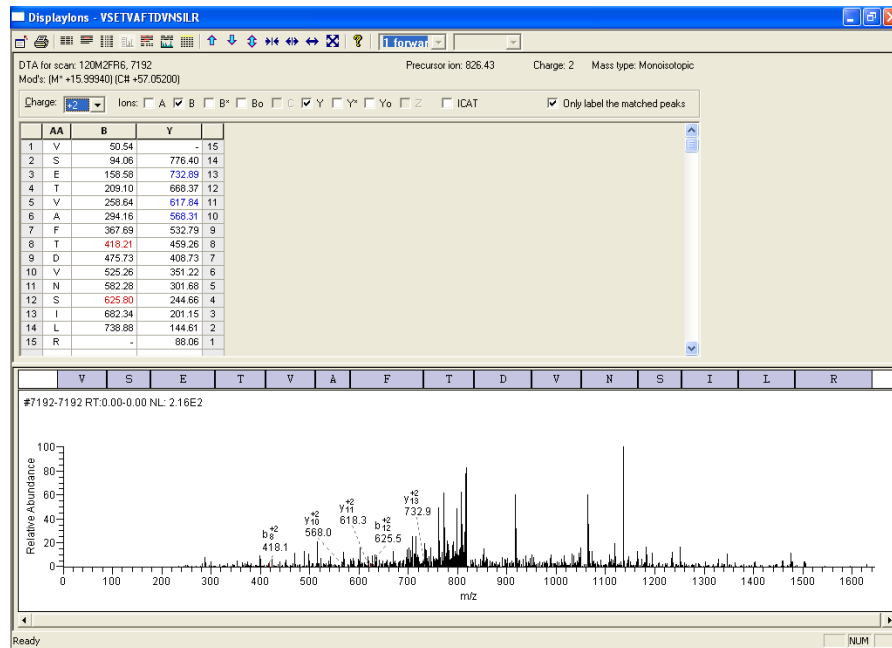 DisplayIons - VSETVAFTDVNSILR
1 forwar
DTA for scan: 120M2FR6, 7192 Precursor ion: 826.43 Charge: 2 Mass type: Monoisotopic
Mod's: (M* +15.99940) (C# +57.05200)
Charge: +2 Ions: A B B* Bo C Y Y* Yo Z ICAT Only label the matched peaks
AA B Y
1 V 50.54 - 15
2 S 94.06 776.40 14
3 E 158.58 732.89 13
4 T 209.10 668.37 12
5 V 258.64 617.84 11
6 A 294.16 568.31 10
7 F 367.69 532.79 9
8 T 418.21 459.26 8
9 D 475.73 408.73 7
10 V 525.26 351.22 6
11 N 582.28 301.68 5
12 S 625.80 244.66 4
13 I 682.34 201.15 3
14 L 738.88 144.61 2
15 R - 88.06 1
V S E T V A F T D V N S I L R
#7192-7192 RT:0.00-0.00 NL: 2.16E2
Relative Abundance
100
80
60
40
20
0
b8+2
418.1
y10+2
568.0
y11+2
618.3
b12+2
625.5
y13+2
732.9
0 100 200 300 400 500 600 700 800 900 1000 1100 1200 1300 1400 1500 1600
m/z
Ready NUM